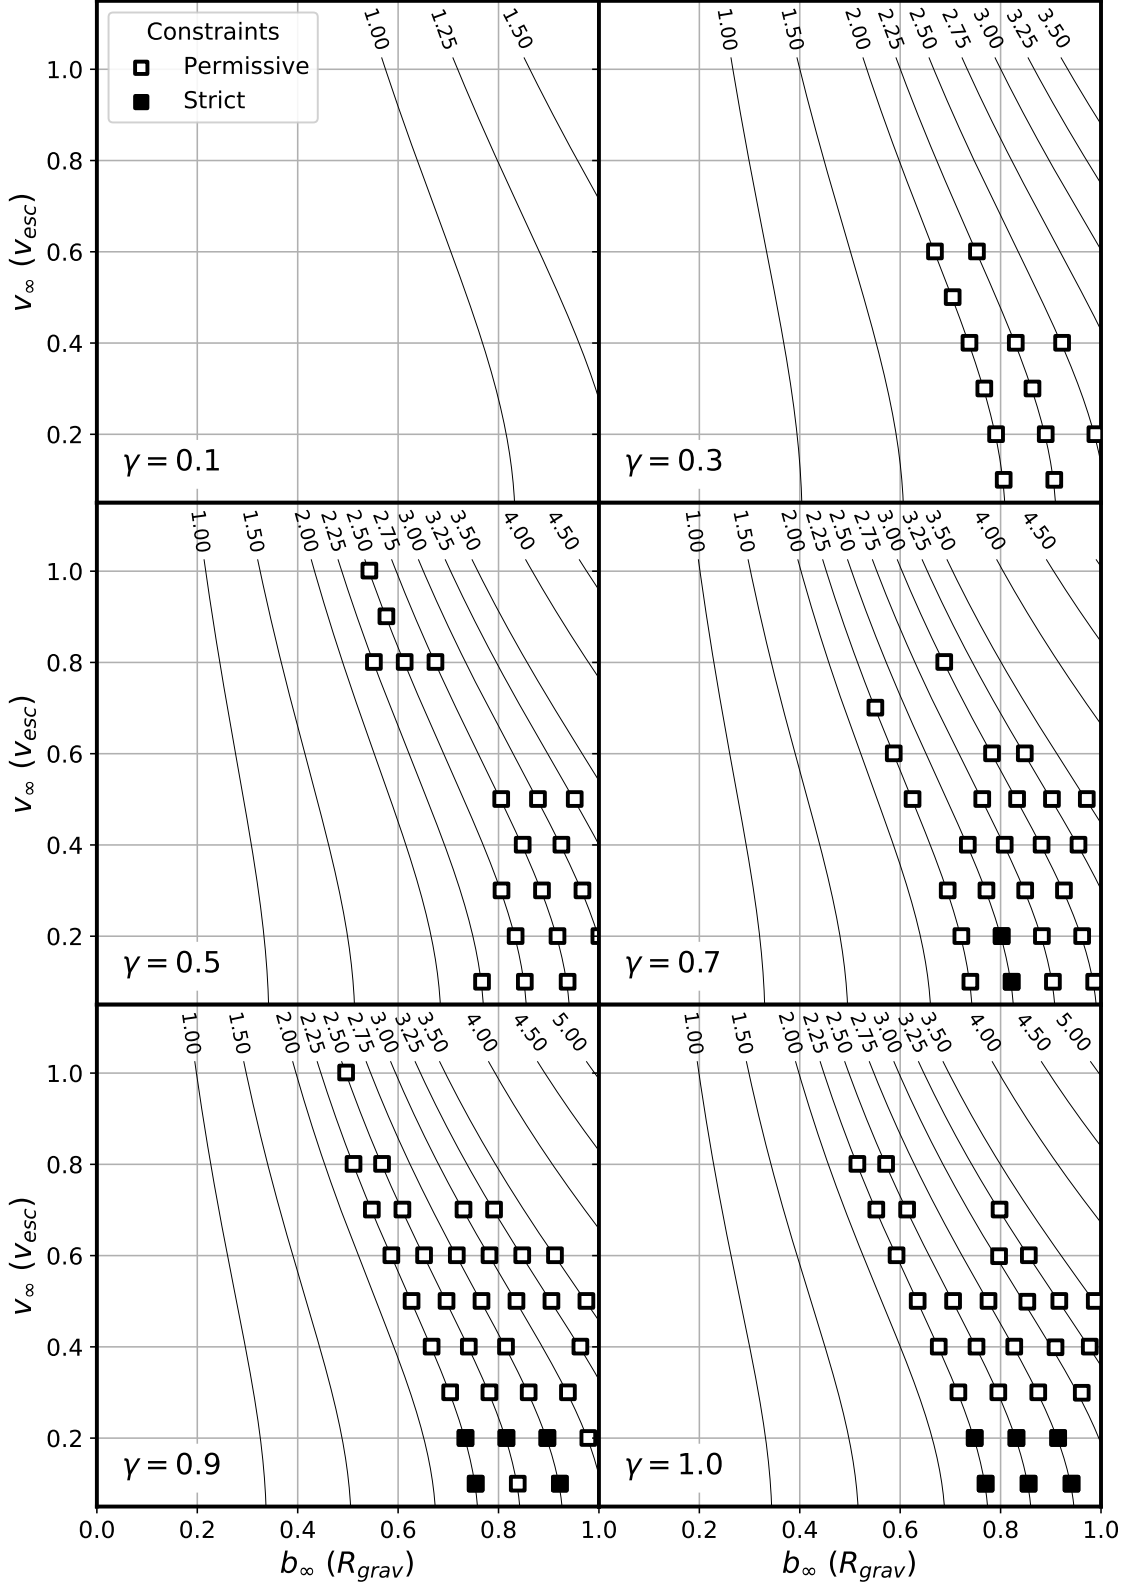 1.00 1.25 1.50
Constraints
Permissive
Strict
1.0
0.8
0.6
0.4
0.2
v∞ (vesc)
γ = 0.1
1.00 1.50 2.00 2.25 2.50 2.75 3.00 3.25 3.50
γ = 0.3
1.00 1.50 2.00 2.25 2.50 2.75 3.00 3.25 3.50 4.00 4.50
1.0
0.8
0.6
0.4
0.2
v∞ (vesc)
γ = 0.5
1.00 1.50 2.00 2.25 2.50 2.75 3.00 3.25 3.50 4.00 4.50
γ = 0.7
1.00 1.50 2.00 2.25 2.50 2.75 3.00 3.25 3.50 4.00 4.50 5.00
1.0
0.8
0.6
0.4
0.2
v∞ (vesc)
γ = 0.9
1.00 1.50 2.00 2.25 2.50 2.75 3.00 3.25 3.50 4.00 4.50 5.00
γ = 1.0
0.0 0.2 0.4 0.6 0.8 1.0 0.2 0.4 0.6 0.8 1.0
b∞ (Rgrav) b∞ (Rgrav)